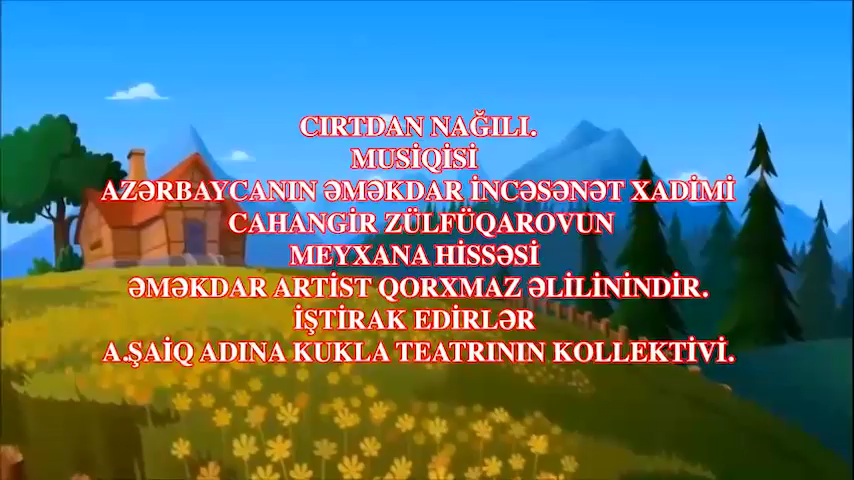 CIRTDAN NAĞILI.
MUSİQİSİ
AZƏRBAYCANIN ƏMƏKDAR İNCƏSƏNƏT XADİMİ
CAHANGİR ZÜLFÜQAROVUN
MEYXANA HİSSƏSİ
ƏMƏKDAR ARTİST QORXMAZ ƏLİLİNİNDİR.
İŞTİRAK EDİRLƏR
A.ŞAİQ ADINA KUKLA TEATRININ KOLLEKTİVİ.